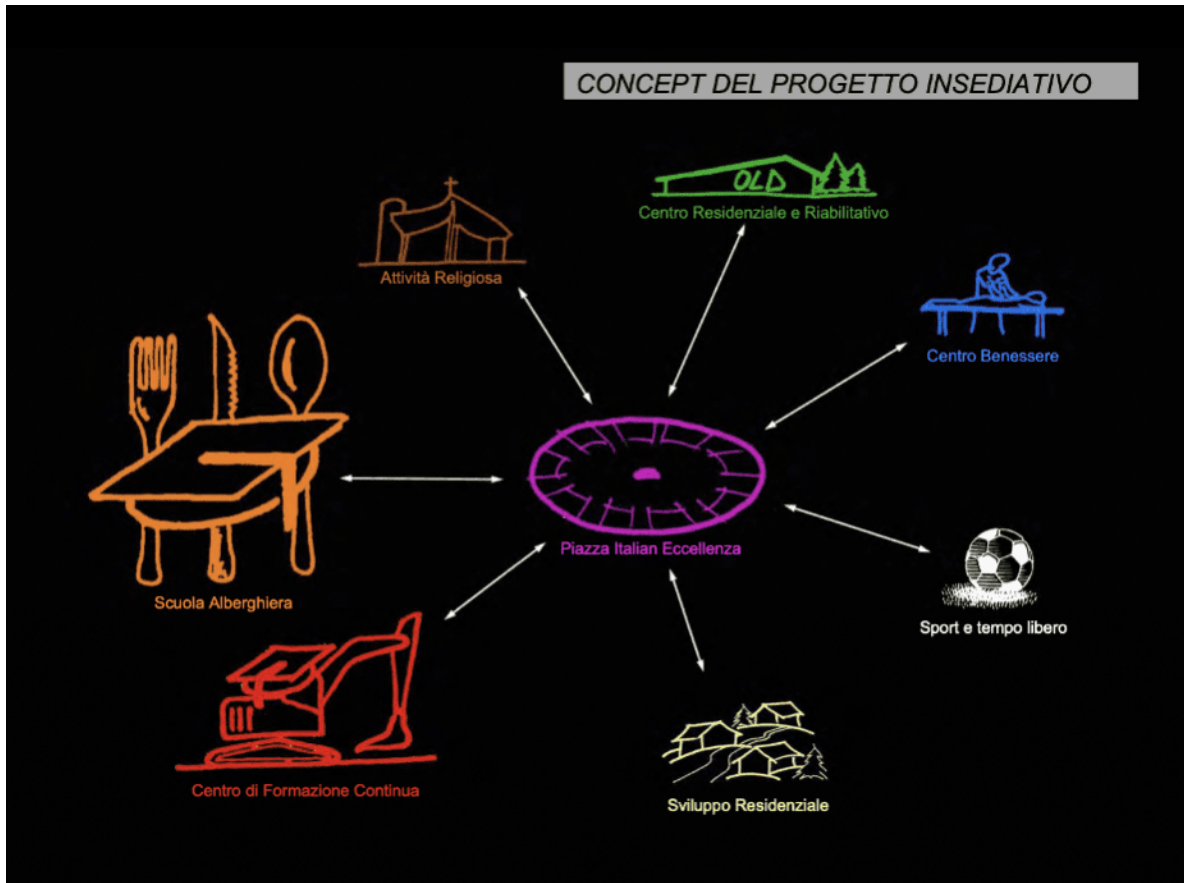 CONCEPT DEL PROGETTO INSEDIATIVO
OLD
Centro Residenziale e Riabilitativo
Attività Religiosa
Centro Benessere
Piazza Italian Eccellenza
Scuola Alberghiera
Sport e tempo libero
Centro di Formazione Continua
Sviluppo Residenziale